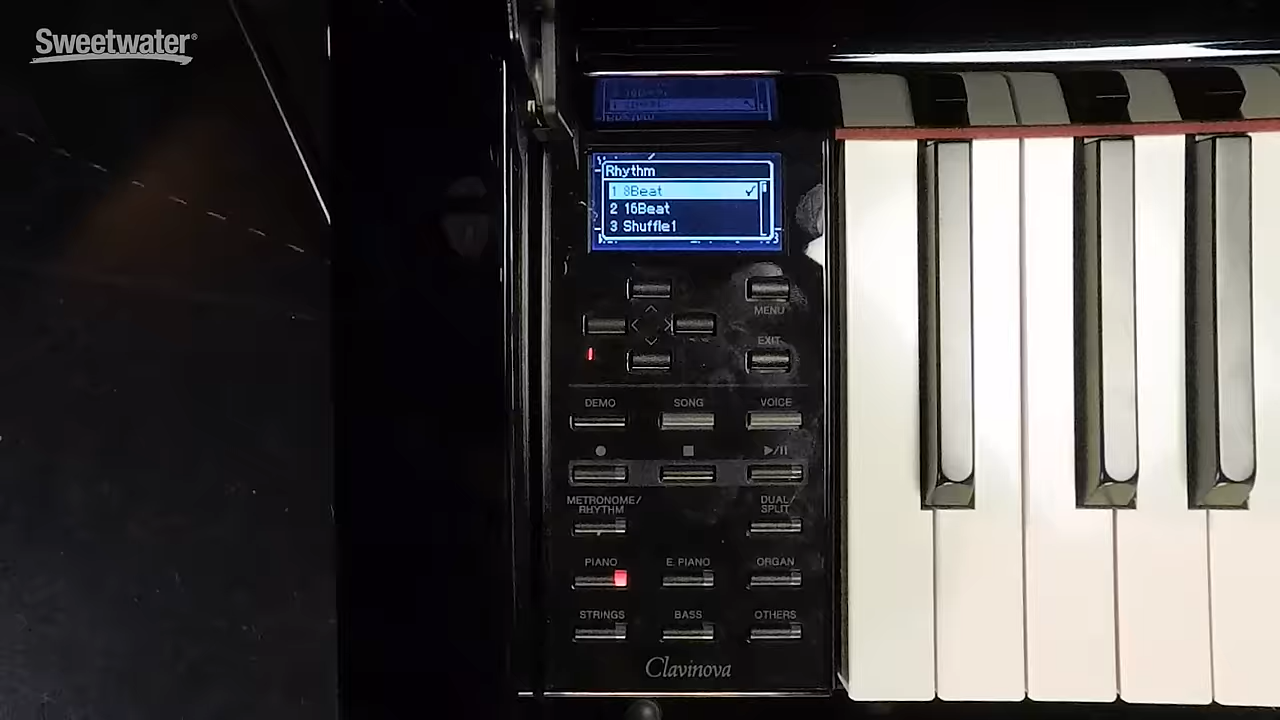 Sweetwater®
Rhythm
1 8Beat ✓
2 16Beat
3 Shuffle1
MENU
EXIT
DEMO SONG VOICE
METRONOME/
RHYTHM
DUAL/
SPLIT
PIANO E. PIANO ORGAN
STRINGS BASS OTHERS
Clavinova